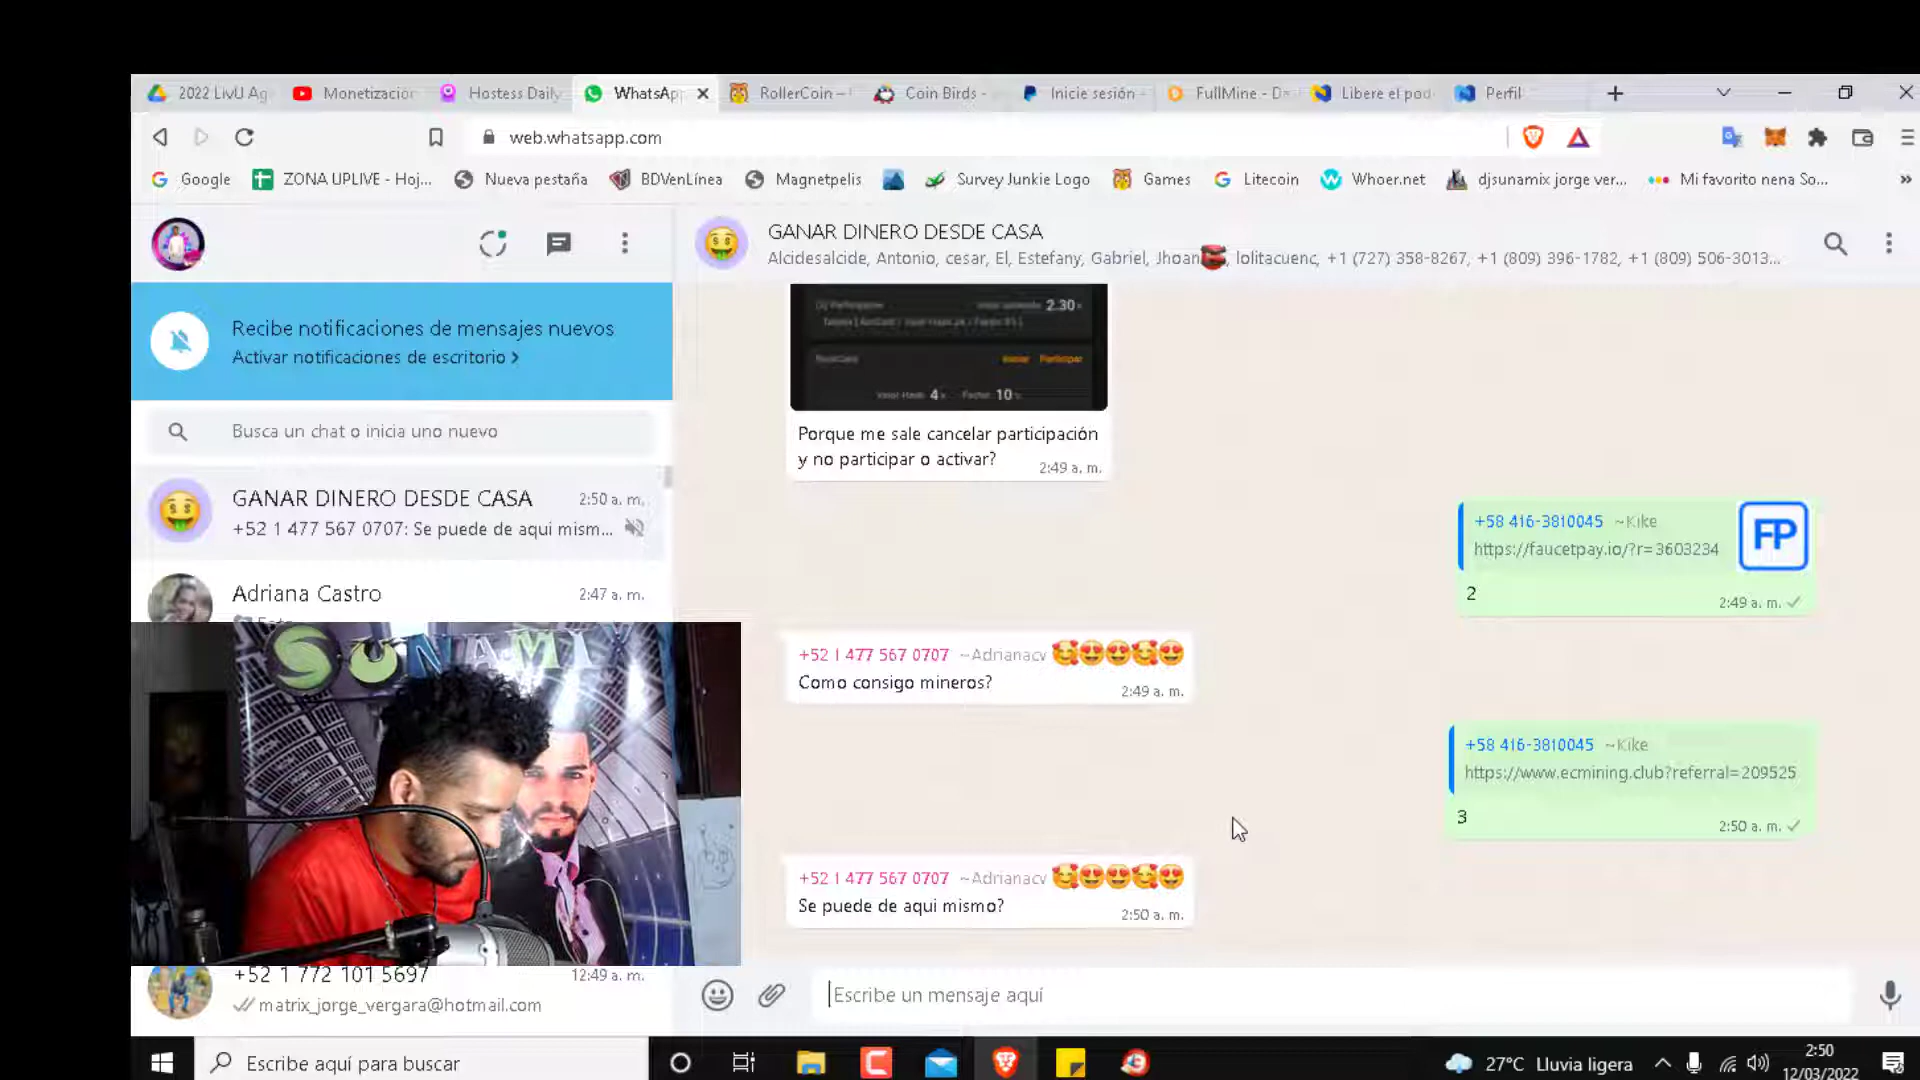 2022 LivU Ag
Monetizacion
Hostess Daily
WhatsAp
RollerCoin –
Coin Birds -
Inicie sesión -
FullMine - D
Libere el pod
Perfil
web.whatsapp.com
Google
ZONA UPLIVE - Hoj...
Nueva pestaña
BDVenLínea
Magnetpelis
Survey Junkie Logo
Games
Litecoin
Whoer.net
djsunamix jorge ver...
Mi favorito nena So...
»
GANAR DINERO DESDE CASA
Alcidesalcide, Antonio, cesar, El, Estefany, Gabriel, Jhoan, lolitacuenc, +1 (727) 358-8267, +1 (809) 396-1782, +1 (809) 506-3013...
Recibe notificaciones de mensajes nuevos
Activar notificaciones de escritorio >
Busca un chat o inicia uno nuevo
GANAR DINERO DESDE CASA
2:50 a. m.
+52 1 477 567 0707: Se puede de aqui mism...
Adriana Castro
2:47 a. m.
SUNAMIX
+52 1 772 101 5697
12:49 a. m.
matrix_jorge_vergara@hotmail.com
2.30
Participar
Valor Hash: 4 Factor: 10
Porque me sale cancelar participación
y no participar o activar?
2:49 a. m.
+58 416-3810045 ~Kike
https://faucetpay.io/?r=3603234
FP
2
2:49 a. m.
+52 1 477 567 0707 ~Adrianacv 🥰😍😍🥰😍
Como consigo mineros?
2:49 a. m.
+58 416-3810045 ~Kike
https://www.ecmining.club?referral=209525
3
2:50 a. m.
+52 1 477 567 0707 ~Adrianacv 🥰😍😍🥰😍
Se puede de aqui mismo?
2:50 a. m.
Escribe un mensaje aquí
Escribe aquí para buscar
27°C Lluvia ligera
2:50
12/03/2022